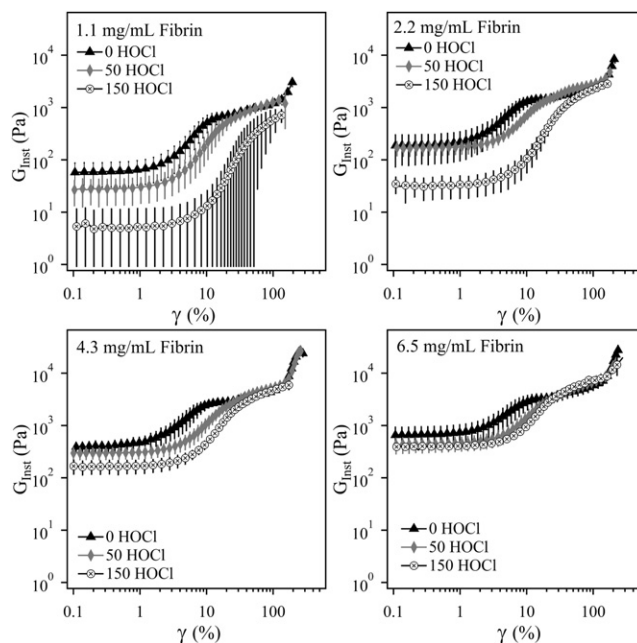 1.1 mg/mL Fibrin
0 HOCl
50 HOCl
150 HOCl
G_Inst (Pa)
10^4
10^3
10^2
10^1
10^0
0.1 1 10 100
γ (%)
2.2 mg/mL Fibrin
0 HOCl
50 HOCl
150 HOCl
G_Inst (Pa)
10^4
10^3
10^2
10^1
10^0
0.1 1 10 100
γ (%)
4.3 mg/mL Fibrin
0 HOCl
50 HOCl
150 HOCl
G_Inst (Pa)
10^4
10^3
10^2
10^1
10^0
0.1 1 10 100
γ (%)
6.5 mg/mL Fibrin
0 HOCl
50 HOCl
150 HOCl
G_Inst (Pa)
10^4
10^3
10^2
10^1
10^0
0.1 1 10 100
γ (%)